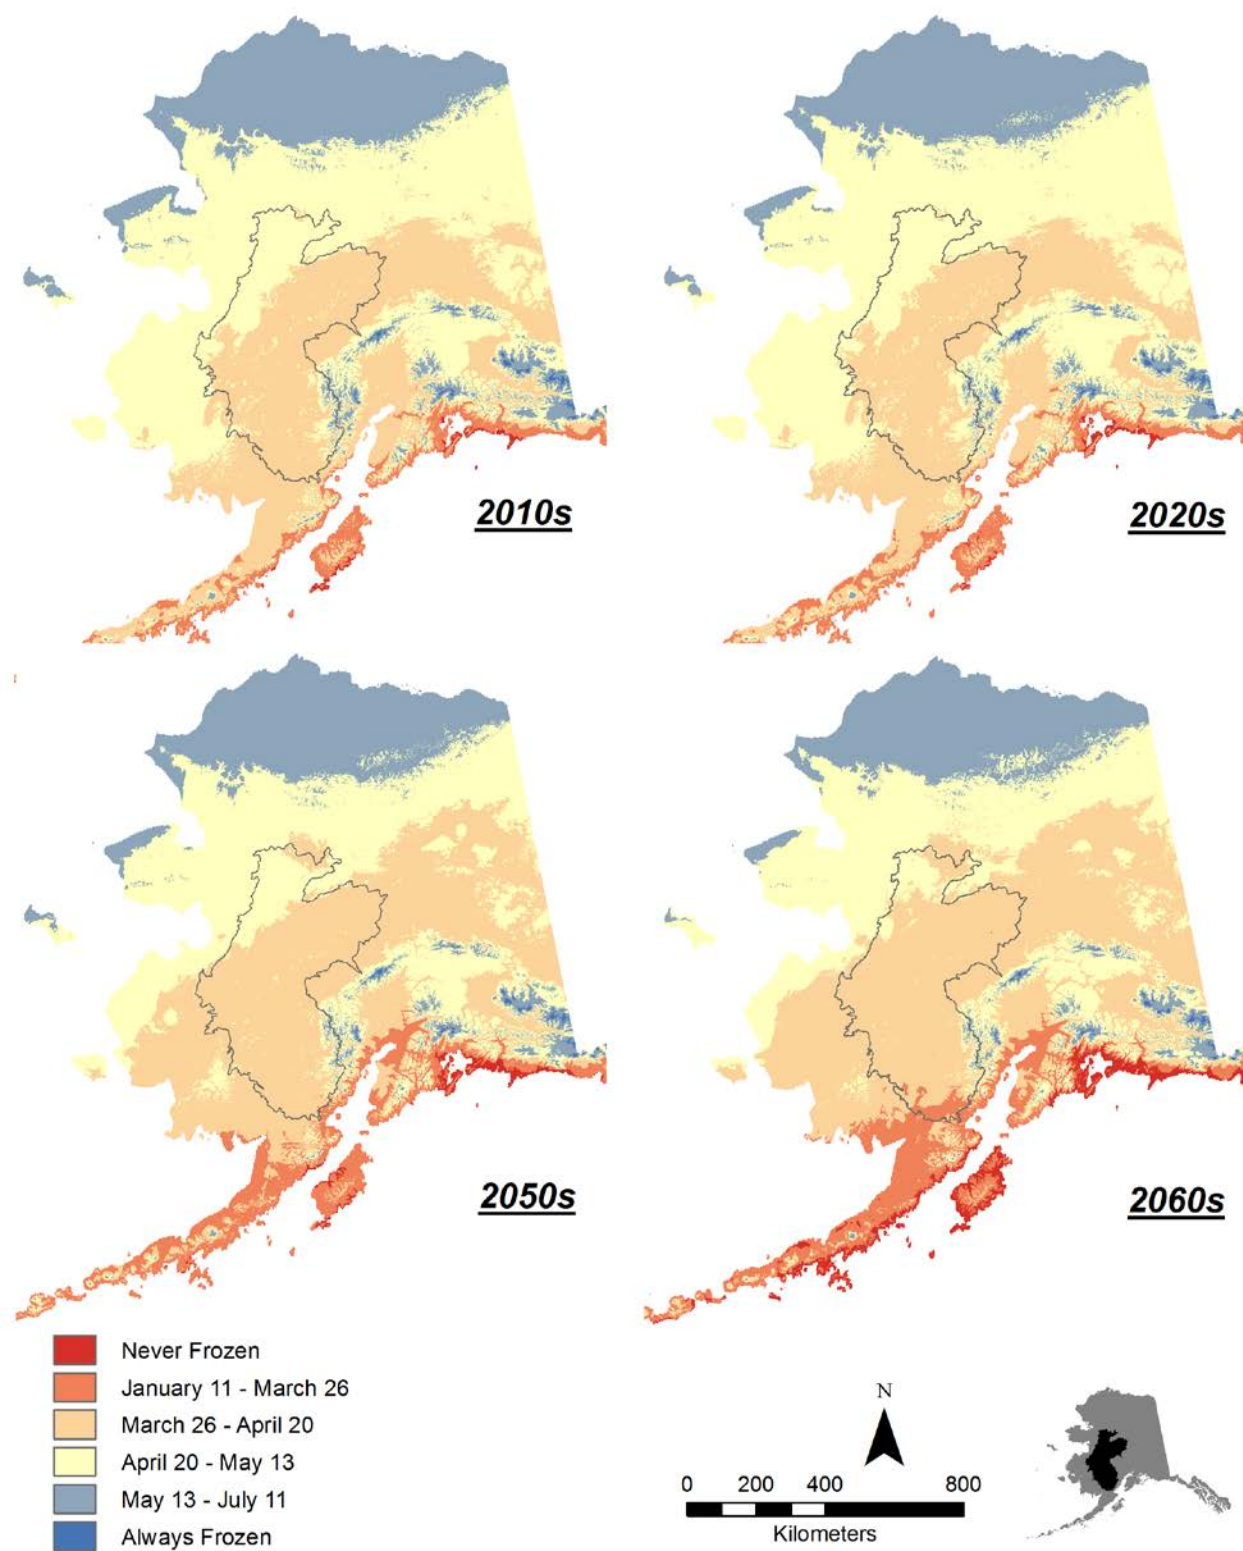 2010s
2020s
2050s
2060s
Never Frozen
January 11 - March 26
March 26 - April 20
April 20 - May 13
May 13 - July 11
Always Frozen
N
0 200 400 800
Kilometers